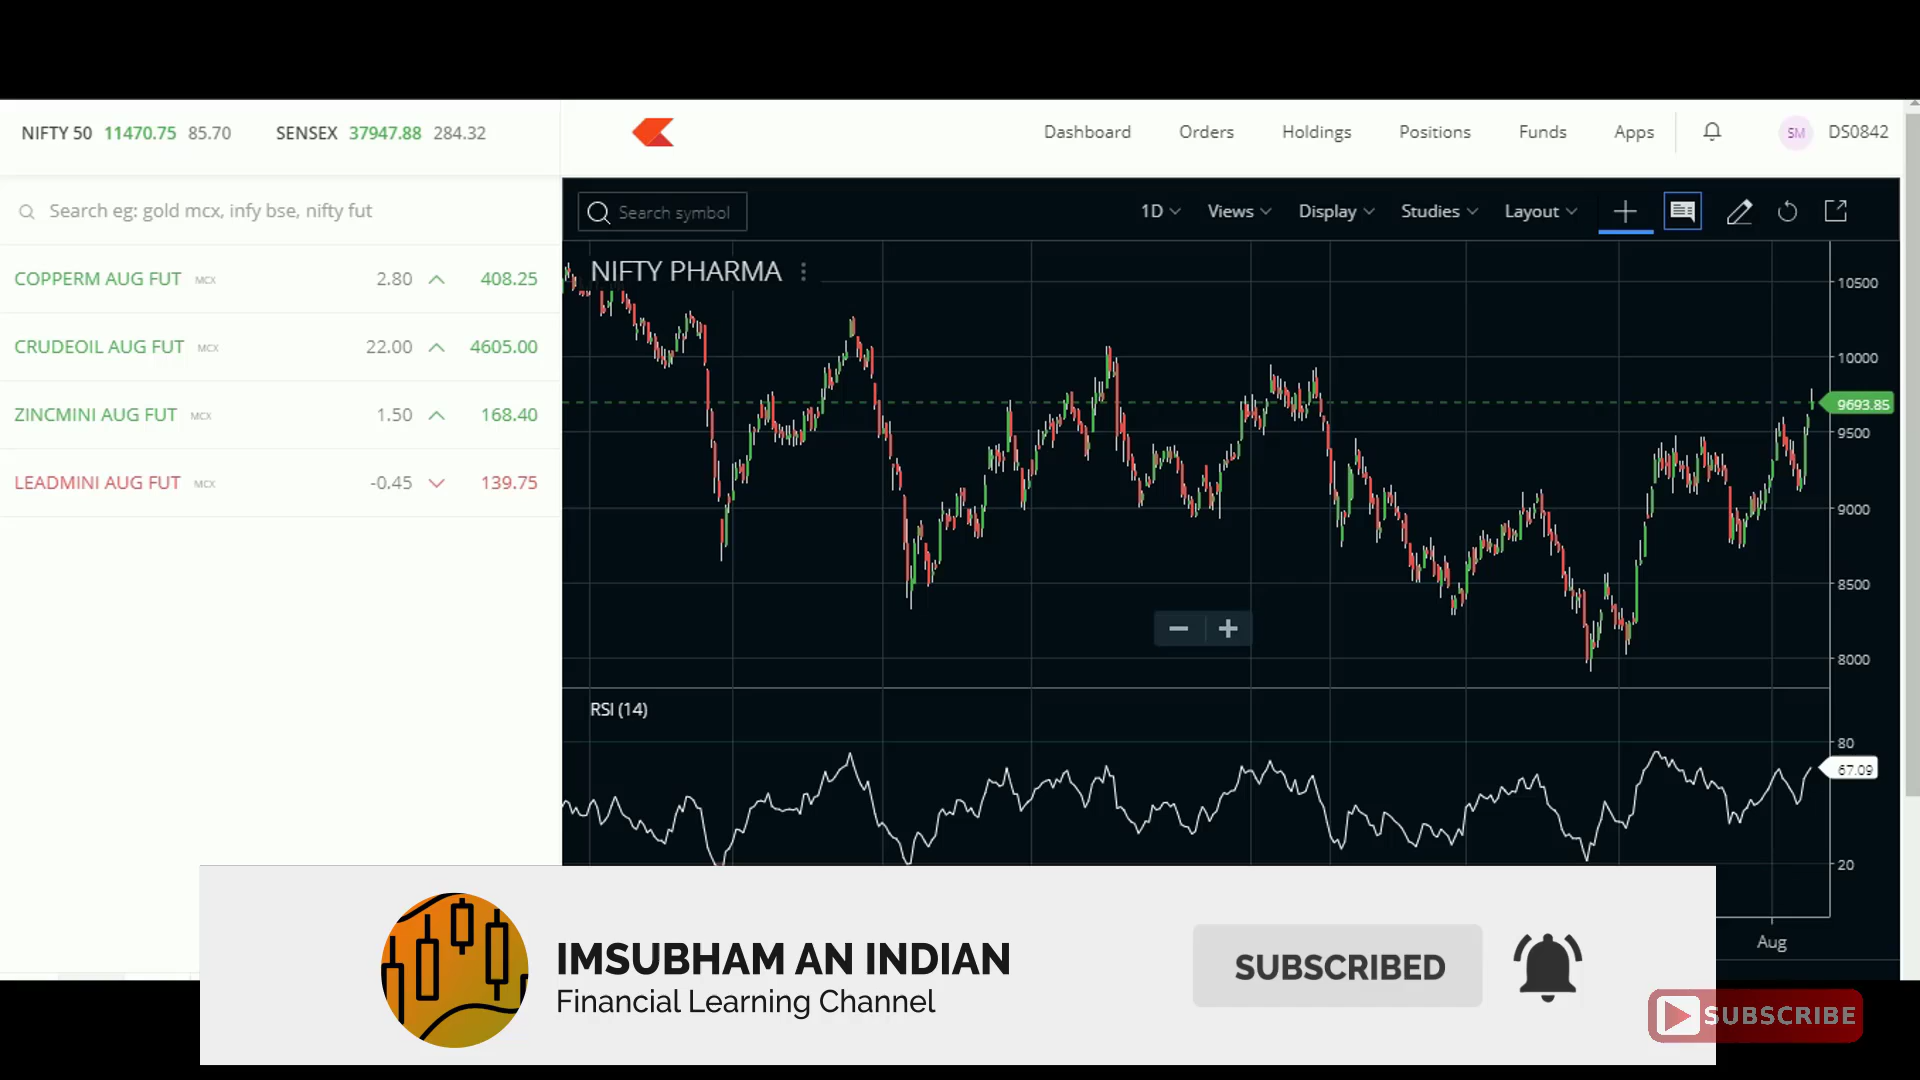 NIFTY 50 11470.75 85.70 SENSEX 37947.88 284.32
Dashboard Orders Holdings Positions Funds Apps SM DS0842
Search eg: gold mcx, infy bse, nifty fut
Search symbol 1D Views Display Studies Layout
COPPERM AUG FUT MCX 2.80 408.25
CRUDEOIL AUG FUT MCX 22.00 4605.00
ZINCMINI AUG FUT MCX 1.50 168.40
LEADMINI AUG FUT MCX -0.45 139.75
NIFTY PHARMA
10500
10000
9693.85
9500
9000
8500
8000
RSI (14)
80
67.09
20
Aug
IMSUBHAM AN INDIAN
Financial Learning Channel
SUBSCRIBED
SUBSCRIBE